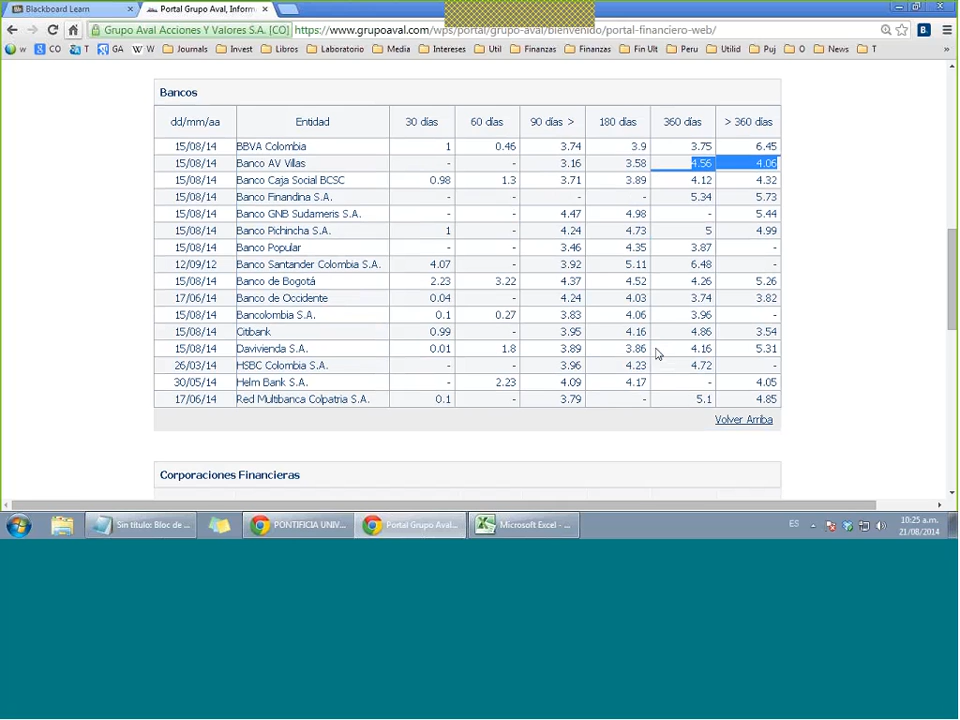 Blackboard Learn
Portal Grupo Aval, Inform
Grupo Aval Acciones Y Valores S.A. [CO] https://www.grupoaval.com/wps/portal/grupo-aval/bienvenido/portal-financiero-web/
w CO T GA W W Journals Invest Libros Laboratorio Media Intereses Util Finanzas Finanzas Fin Ult Peru Utilid Puj O News T »
Bancos
dd/mm/aa Entidad 30 días 60 días 90 días > 180 días 360 días > 360 días
15/08/14 BBVA Colombia 1 0.46 3.74 3.9 3.75 6.45
15/08/14 Banco AV Villas - - 3.16 3.58 4.56 4.06
15/08/14 Banco Caja Social BCSC 0.98 1.3 3.71 3.89 4.12 4.32
15/08/14 Banco Finandina S.A. - - - - 5.34 5.73
15/08/14 Banco GNB Sudameris S.A. - - 4.47 4.98 - 5.44
15/08/14 Banco Pichincha S.A. 1 - 4.24 4.73 5 4.99
15/08/14 Banco Popular - - 3.46 4.35 3.87 -
12/09/12 Banco Santander Colombia S.A. 4.07 - 3.92 5.11 6.48 -
15/08/14 Banco de Bogotá 2.23 3.22 4.37 4.52 4.26 5.26
17/06/14 Banco de Occidente 0.04 - 4.24 4.03 3.74 3.82
15/08/14 Bancolombia S.A. 0.1 0.27 3.83 4.06 3.96 -
15/08/14 Citibank 0.99 - 3.95 4.16 4.86 3.54
15/08/14 Davivienda S.A. 0.01 1.8 3.89 3.86 4.16 5.31
26/03/14 HSBC Colombia S.A. - - 3.96 4.23 4.72 -
30/05/14 Helm Bank S.A. - 2.23 4.09 4.17 - 4.05
17/06/14 Red Multibanca Colpatria S.A. 0.1 - 3.79 - 5.1 4.85
Volver Arriba
Corporaciones Financieras
Sin título: Bloc de ... PONTIFICIA UNIV... Portal Grupo Aval... Microsoft Excel - ... ES 10:25 a.m.
21/08/2014